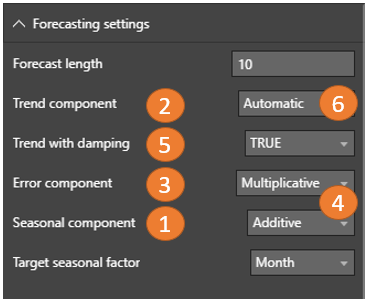 Forecasting settings
Forecast length 10
Trend component 2 Automatic 6
Trend with damping 5 TRUE
Error component 3 Multiplicative
4
Seasonal component 1 Additive
Target seasonal factor Month